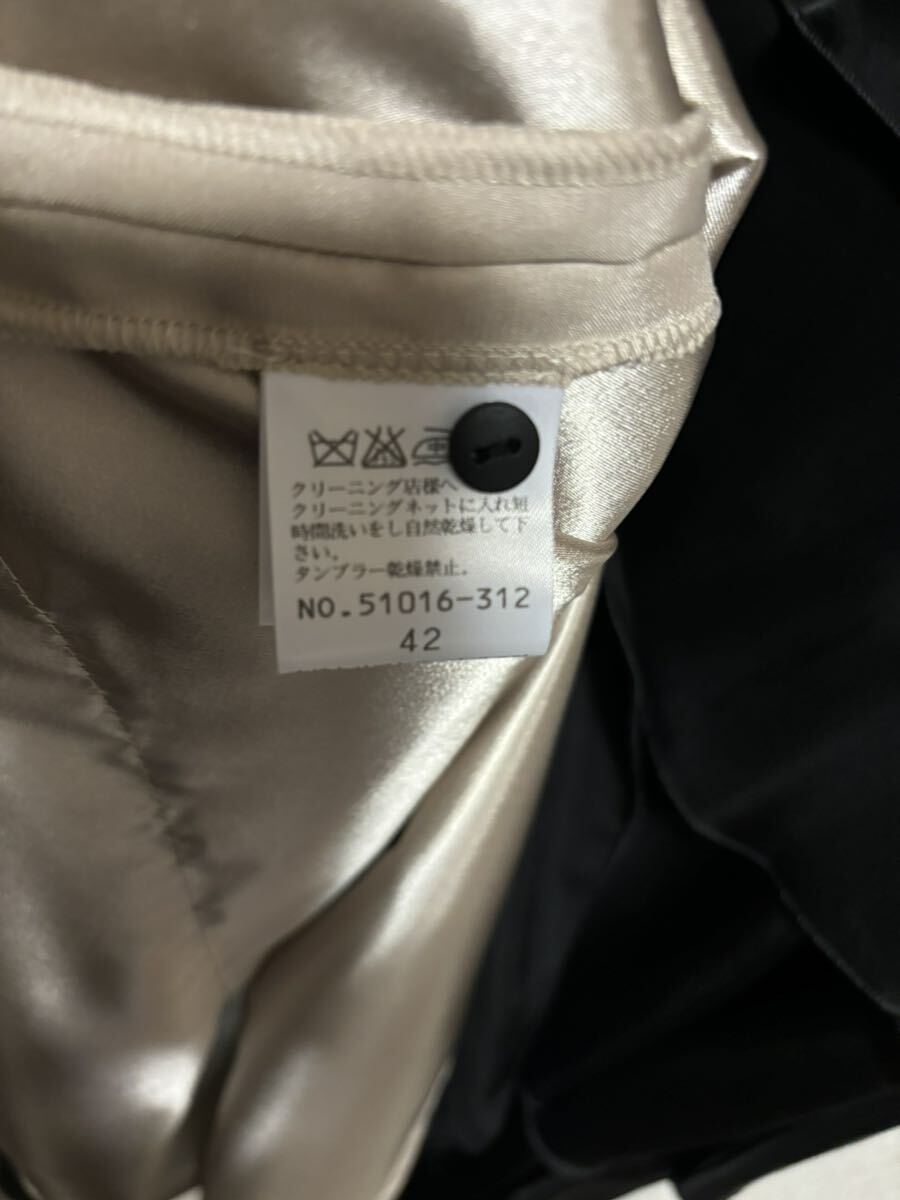 クリーニング店様へ
クリーニングネットに入れ短
時間洗いをし自然乾燥して下
さい。
タンブラー乾燥禁止。
NO.51016-312
42